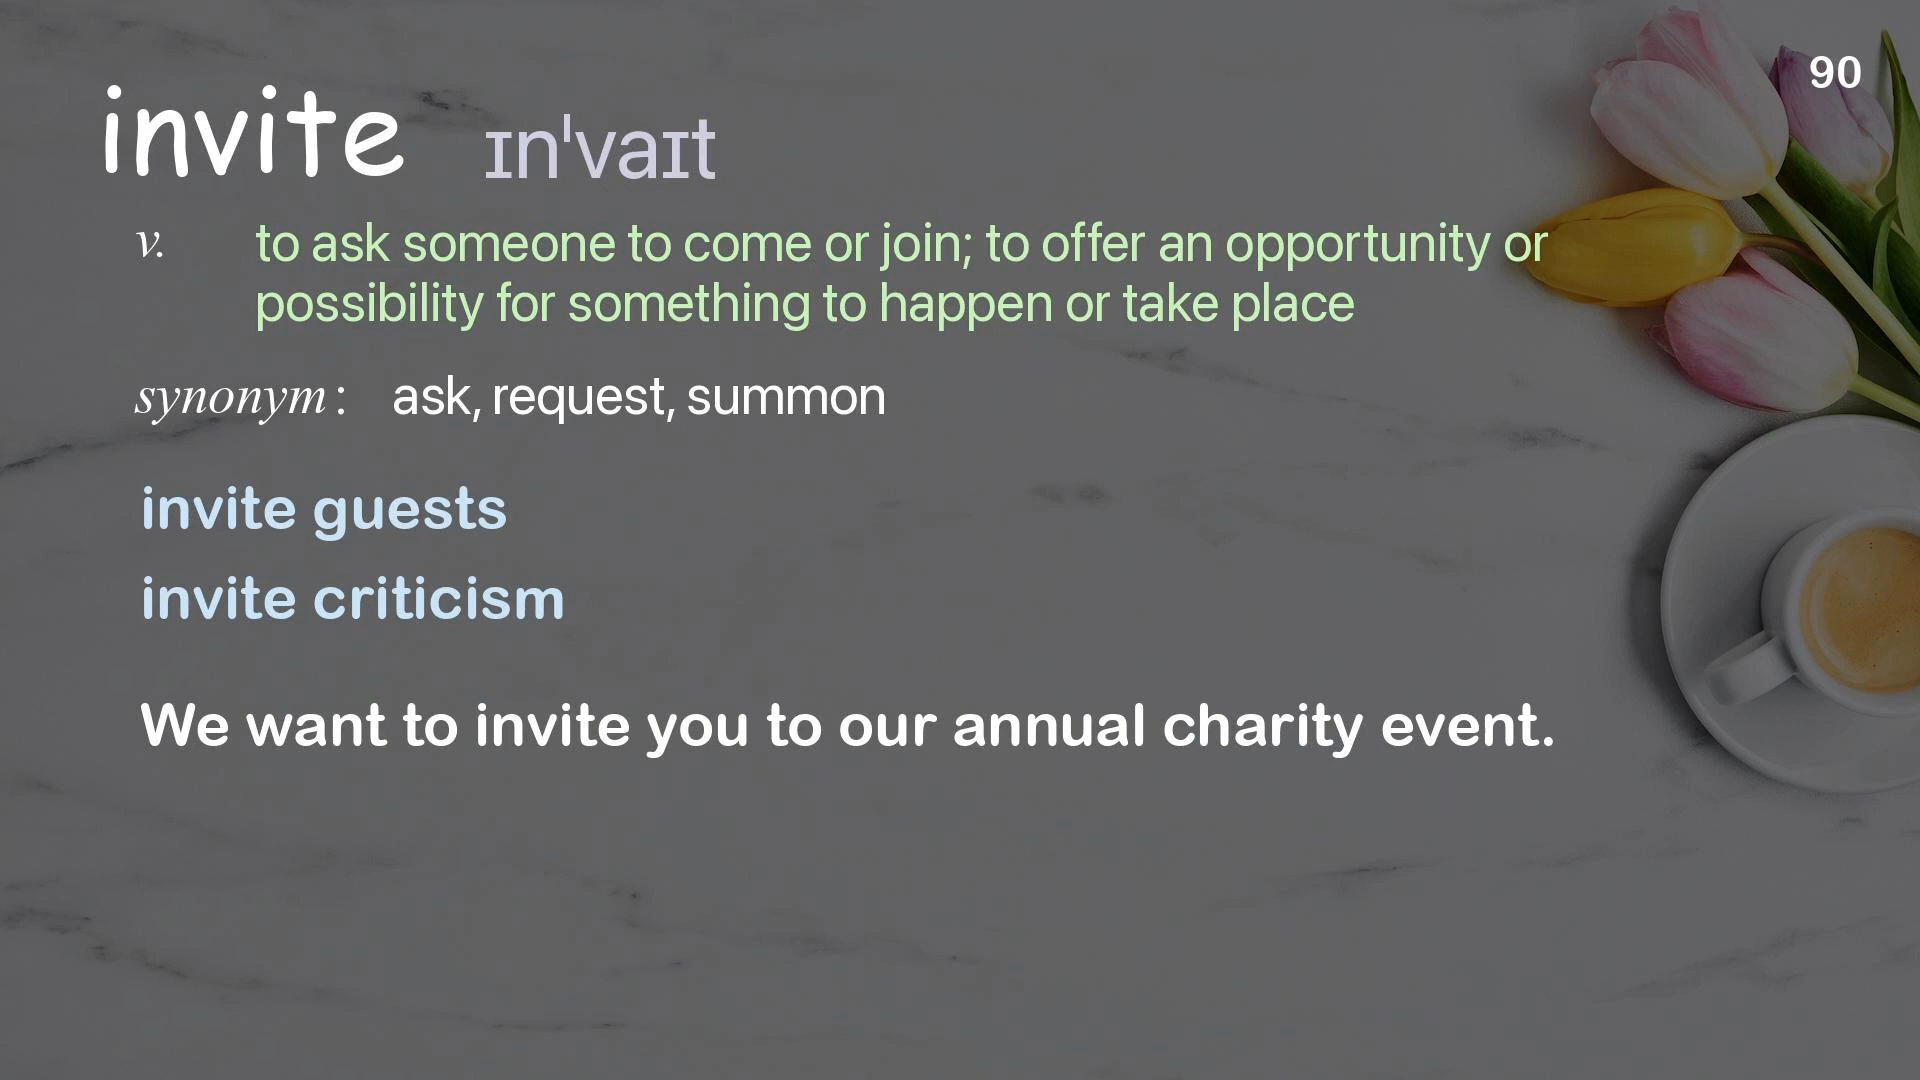 90
invite ɪnˈvaɪt
v. to ask someone to come or join; to offer an opportunity or
possibility for something to happen or take place
synonym: ask, request, summon
invite guests
invite criticism
We want to invite you to our annual charity event.